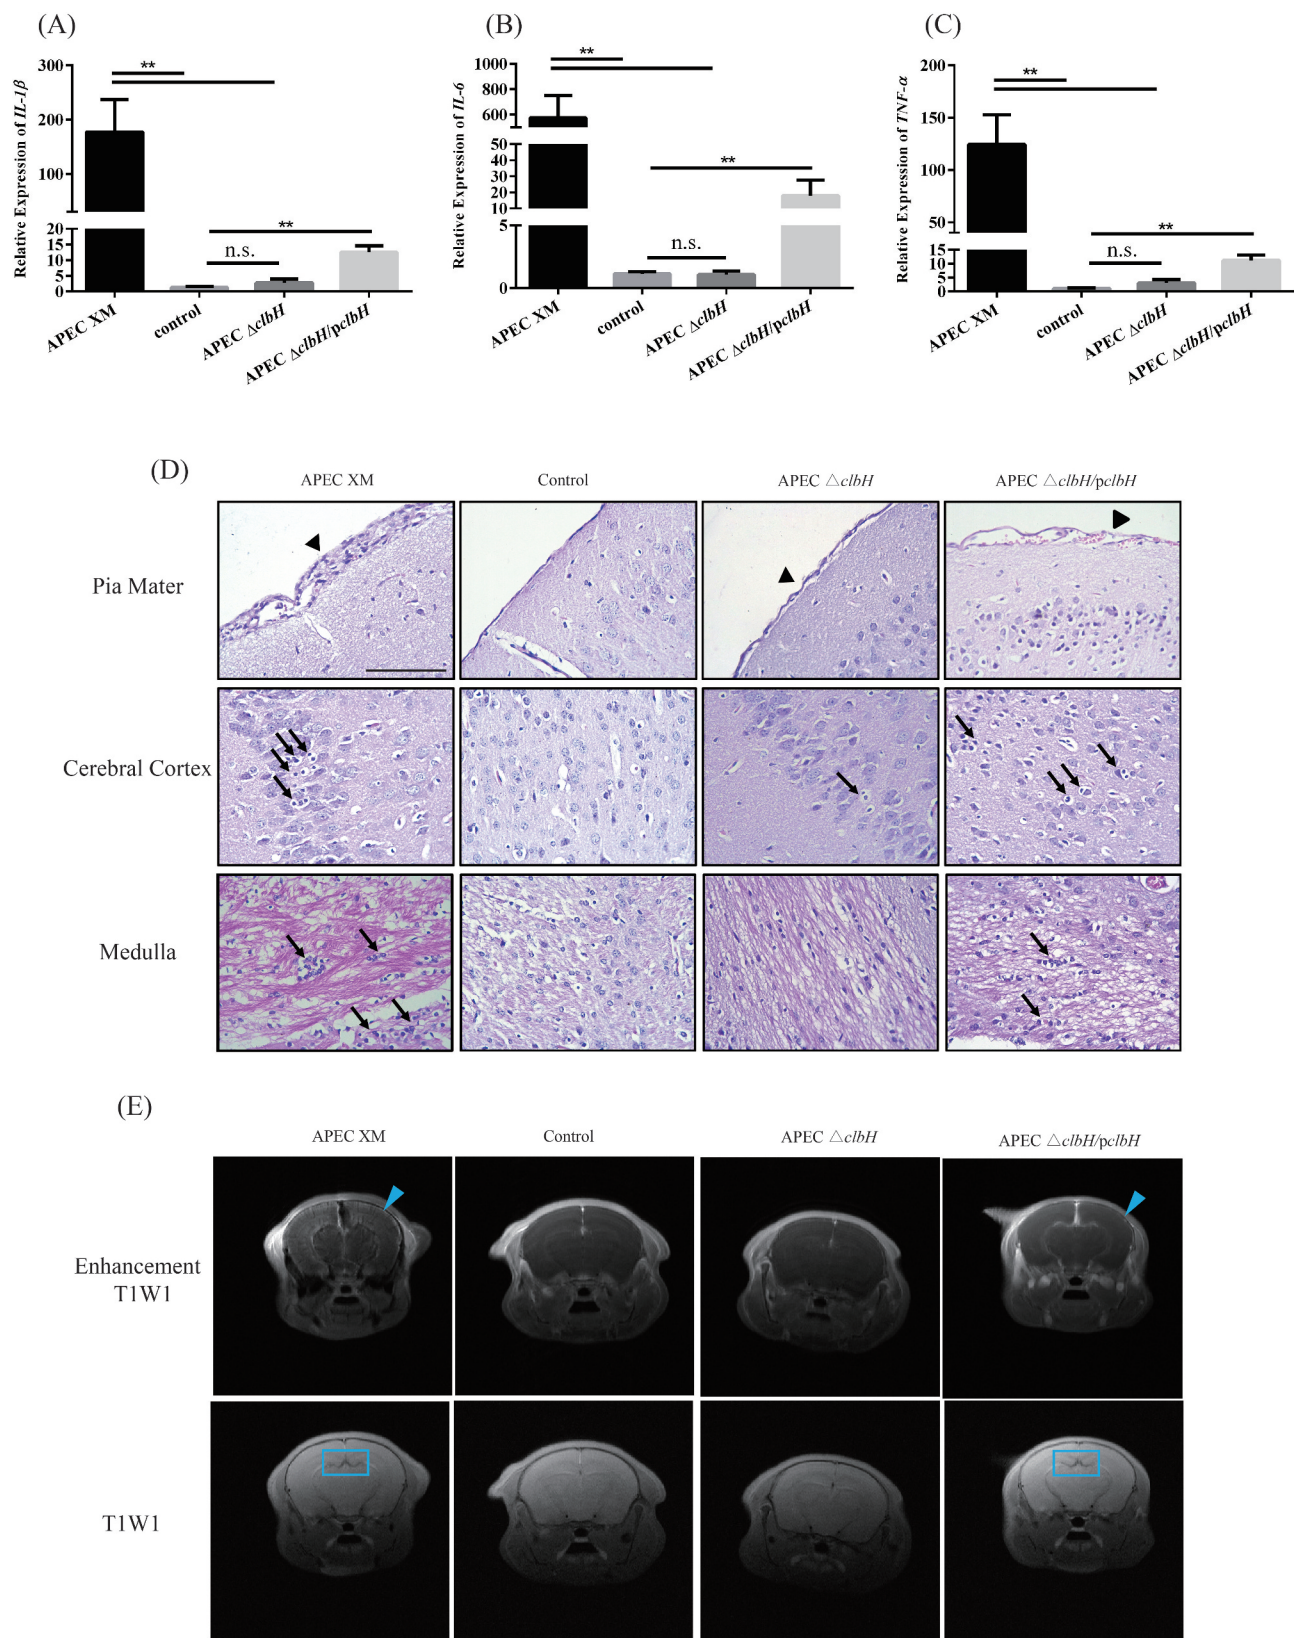 (A)
Relative Expression of IL-1β
300
200
100
20
15
10
5
0
**
**
n.s.
APEC XM
control
APEC ΔclbH
APEC ΔclbH/pclbH
(B)
Relative Expression of IL-6
1000
800
600
50
40
30
20
10
5
0
**
**
n.s.
APEC XM
control
APEC ΔclbH
APEC ΔclbH/pclbH
(C)
Relative Expression of TNF-α
200
150
100
50
15
10
5
0
**
**
n.s.
APEC XM
control
APEC ΔclbH
APEC ΔclbH/pclbH
(D)
APEC XM
Control
APEC △clbH
APEC △clbH/pclbH
Pia Mater
Cerebral Cortex
Medulla
(E)
APEC XM
Control
APEC △clbH
APEC △clbH/pclbH
Enhancement
T1W1
T1W1